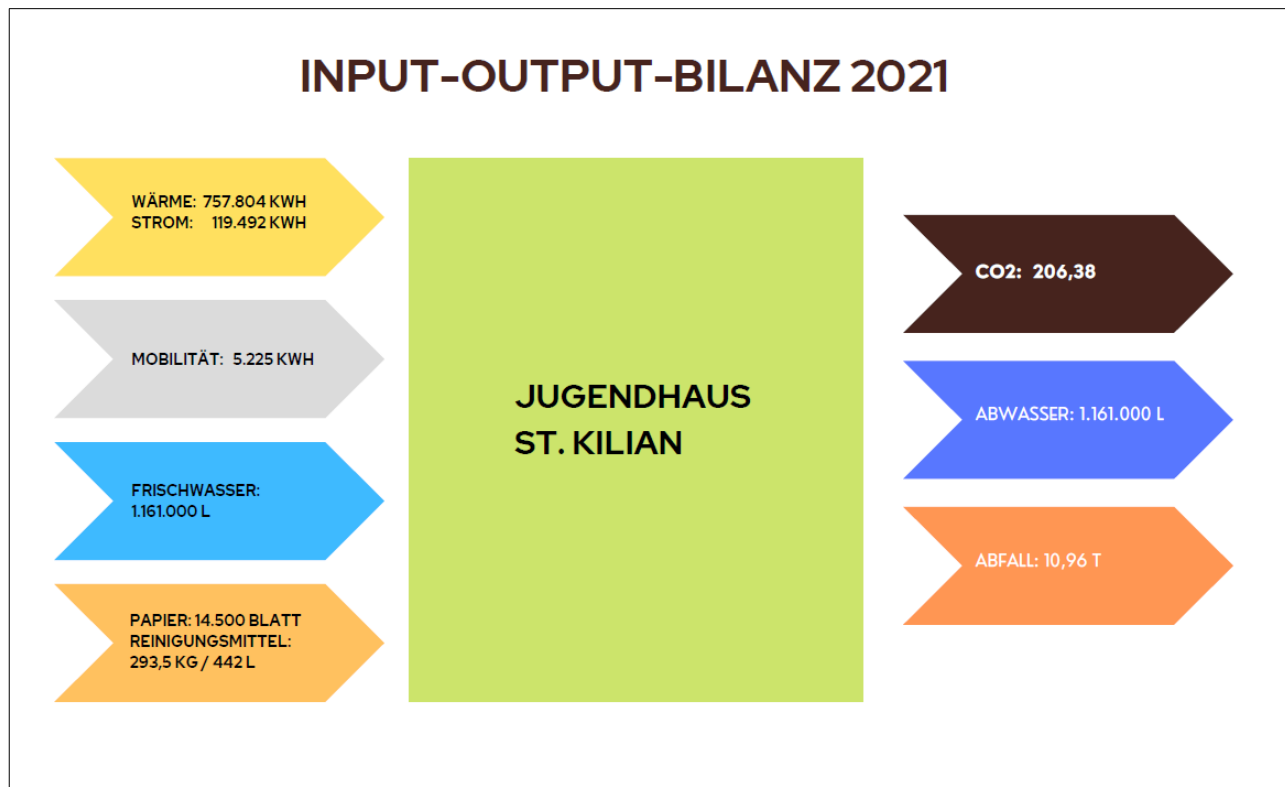 INPUT-OUTPUT-BILANZ 2021
WÄRME: 757.804 KWH
STROM: 119.492 KWH
MOBILITÄT: 5.225 KWH
FRISCHWASSER:
1.161.000 L
PAPIER: 14.500 BLATT
REINIGUNGSMITTEL:
293,5 KG / 442 L
JUGENDHAUS
ST. KILIAN
CO2: 206,38
ABWASSER: 1.161.000 L
ABFALL: 10,96 T